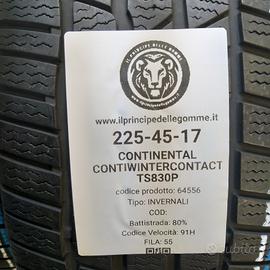 IL PRINCIPE DELLE GOMME
www.ilprincipedellegomme.it
225-45-17
CONTINENTAL
CONTIWINTERCONTACT
TS830P
codice prodotto: 64556
Tipo: INVERNALI
COD:
Battistrada: 80%
Codice Velocità: 91H
FILA: 55
subito